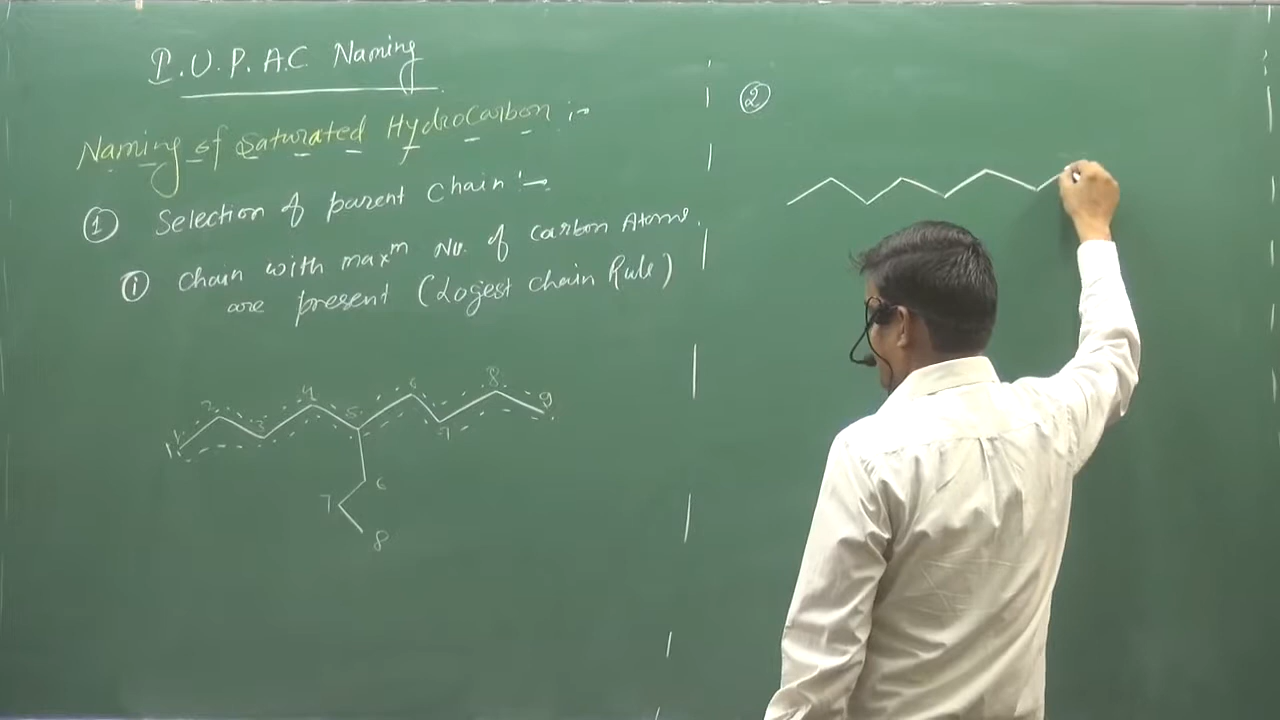 I.U.P.A.C Naming
Naming of Saturated HydroCarbon :-
① Selection of parent Chain :-
① Chain with maxᵐ No. of Carbon Atoms.
are present (Logest chain Rule)
1 2 3 4 5 6 7 8 9
6
7
8
②